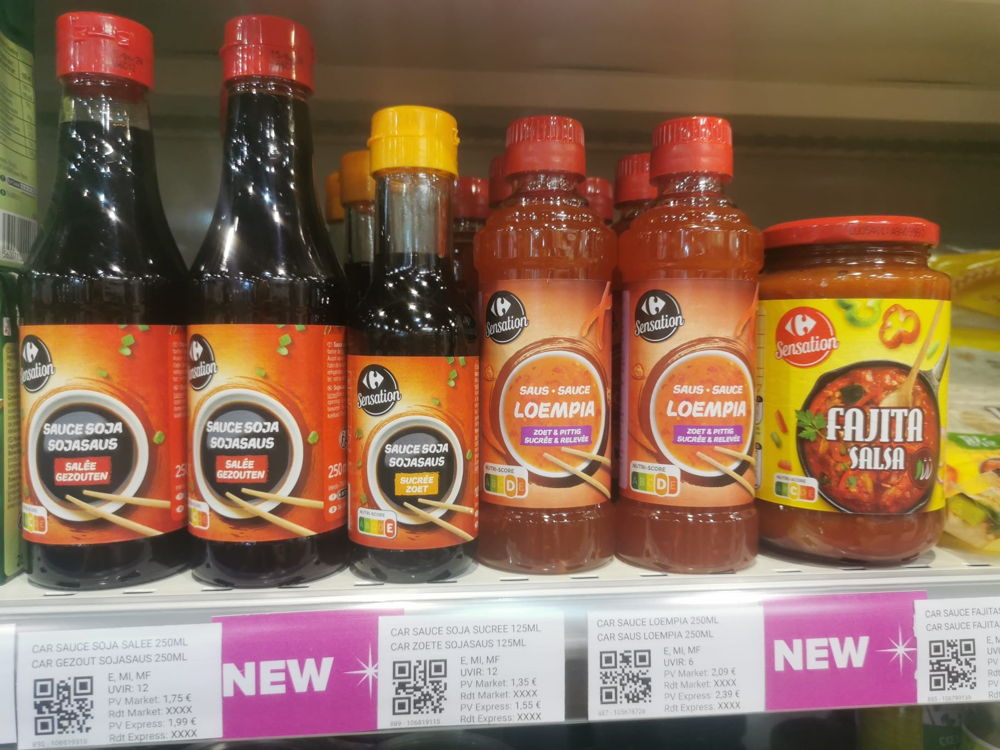 Sensation
SAUCE SOJA
SOJASAUS
SALÉE
GEZOUTEN
Sensation
SAUCE SOJA
SOJASAUS
SALÉE
GEZOUTEN
250
Sensation
SAUCE SOJA
SOJASAUS
SUCRÉE
ZOET
NUTRI-SCORE
Sensation
SAUS • SAUCE
LOEMPIA
ZOET & PITTIG
SUCRÉE & RELEVÉE
NUTRI-SCORE
Sensation
SAUS • SAUCE
LOEMPIA
ZOET & PITTIG
SUCRÉE & RELEVÉE
NUTRI-SCORE
Sensation
FAJITA
SALSA
NUTRI-SCORE
CAR SAUCE SOJA SALEE 250ML
CAR GEZOUT SOJASAUS 250ML
E, MI, MF
UVIR: 12
PV Market: 1,75 €
Rdt Market: XXXX
PV Express: 1,99 €
Rdt Express: XXXX
NEW
CAR SAUCE SOJA SUCREE 125ML
CAR ZOETE SOJASAUS 125ML
E, MI, MF
UVIR: 12
PV Market: 1,35 €
Rdt Market: XXXX
PV Express: 1,55 €
Rdt Express: XXXX
CAR SAUCE LOEMPIA 250ML
CAR SAUS LOEMPIA 250ML
E, MI, MF
UVIR: 6
PV Market: 2,09 €
Rdt Market: XXXX
PV Express: 2,39 €
Rdt Express: XXXX
NEW
CAR SAUCE FAJITAS
CAR SAUCE FAJITAS